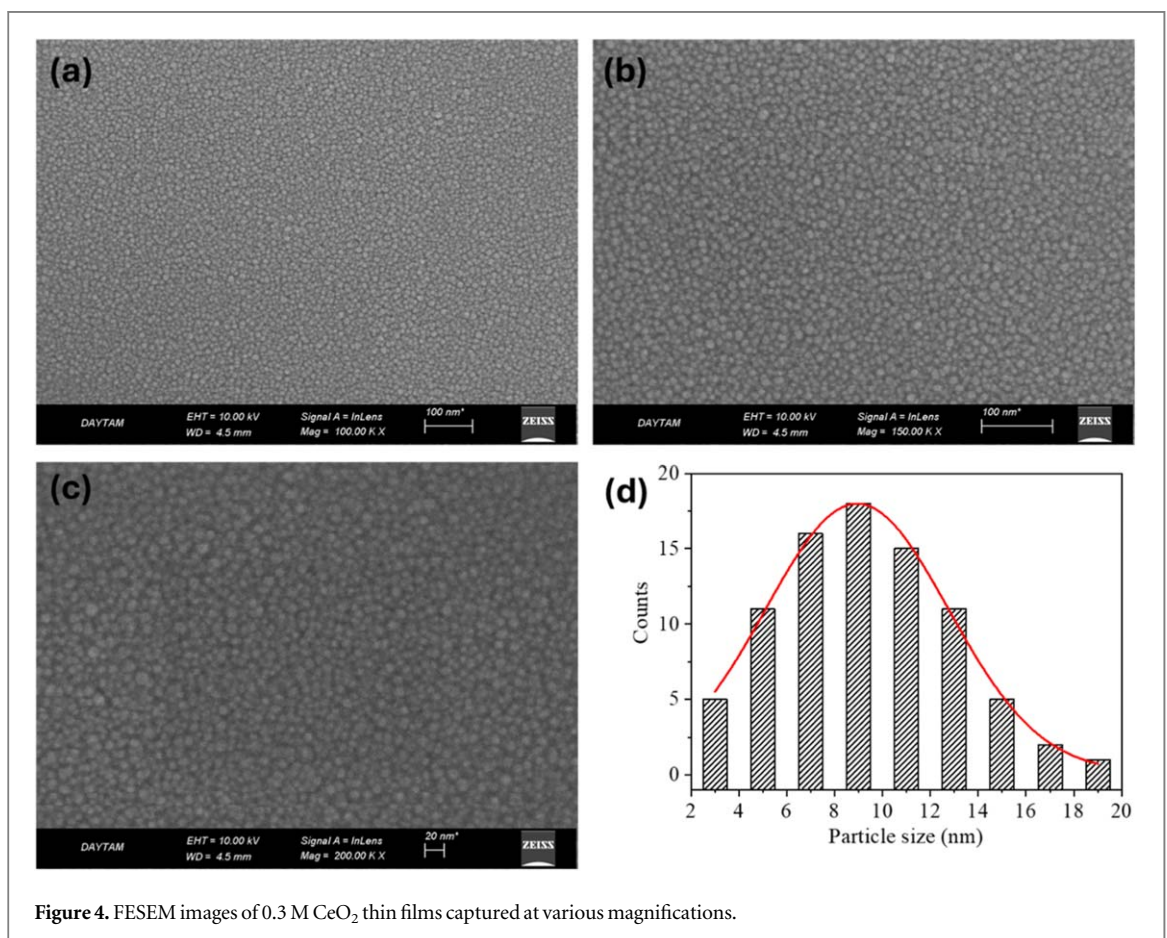 (a)
DAYTAM
EHT = 10.00 kV
WD = 4.5 mm
Signal A = InLens
Mag = 100.00 K X
100 nm*
ZEISS
(b)
DAYTAM
EHT = 10.00 kV
WD = 4.5 mm
Signal A = InLens
Mag = 150.00 K X
100 nm*
ZEISS
(c)
DAYTAM
EHT = 10.00 kV
WD = 4.5 mm
Signal A = InLens
Mag = 200.00 K X
20 nm*
ZEISS
(d)
20
15
10
5
0
Counts
2 4 6 8 10 12 14 16 18 20
Particle size (nm)
Figure 4. FESEM images of 0.3 M CeO₂ thin films captured at various magnifications.